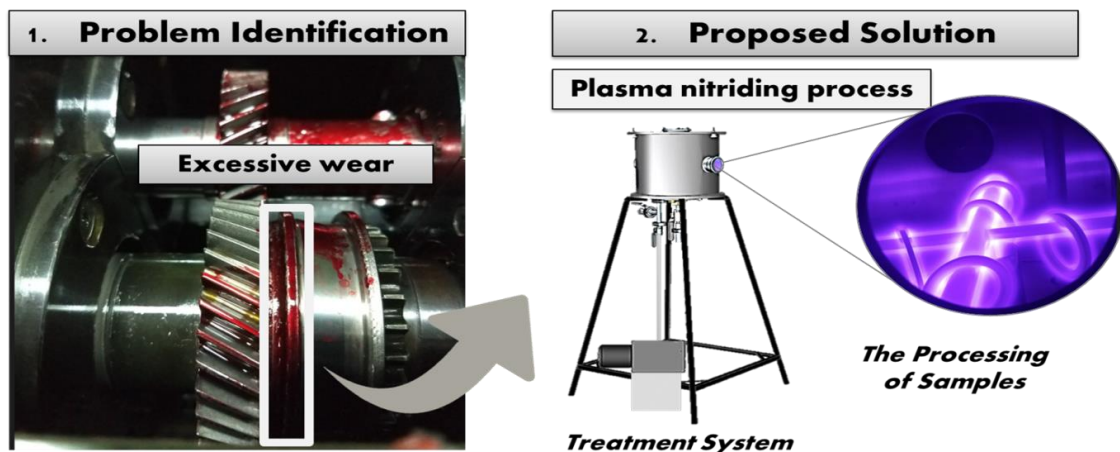 1. Problem Identification
Excessive wear
2. Proposed Solution
Plasma nitriding process
The Processing
of Samples
Treatment System